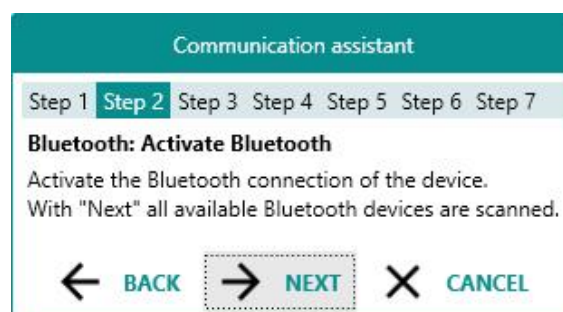 Communication assistant
Step 1 Step 2 Step 3 Step 4 Step 5 Step 6 Step 7
Bluetooth: Activate Bluetooth
Activate the Bluetooth connection of the device.
With "Next" all available Bluetooth devices are scanned.
BACK NEXT CANCEL